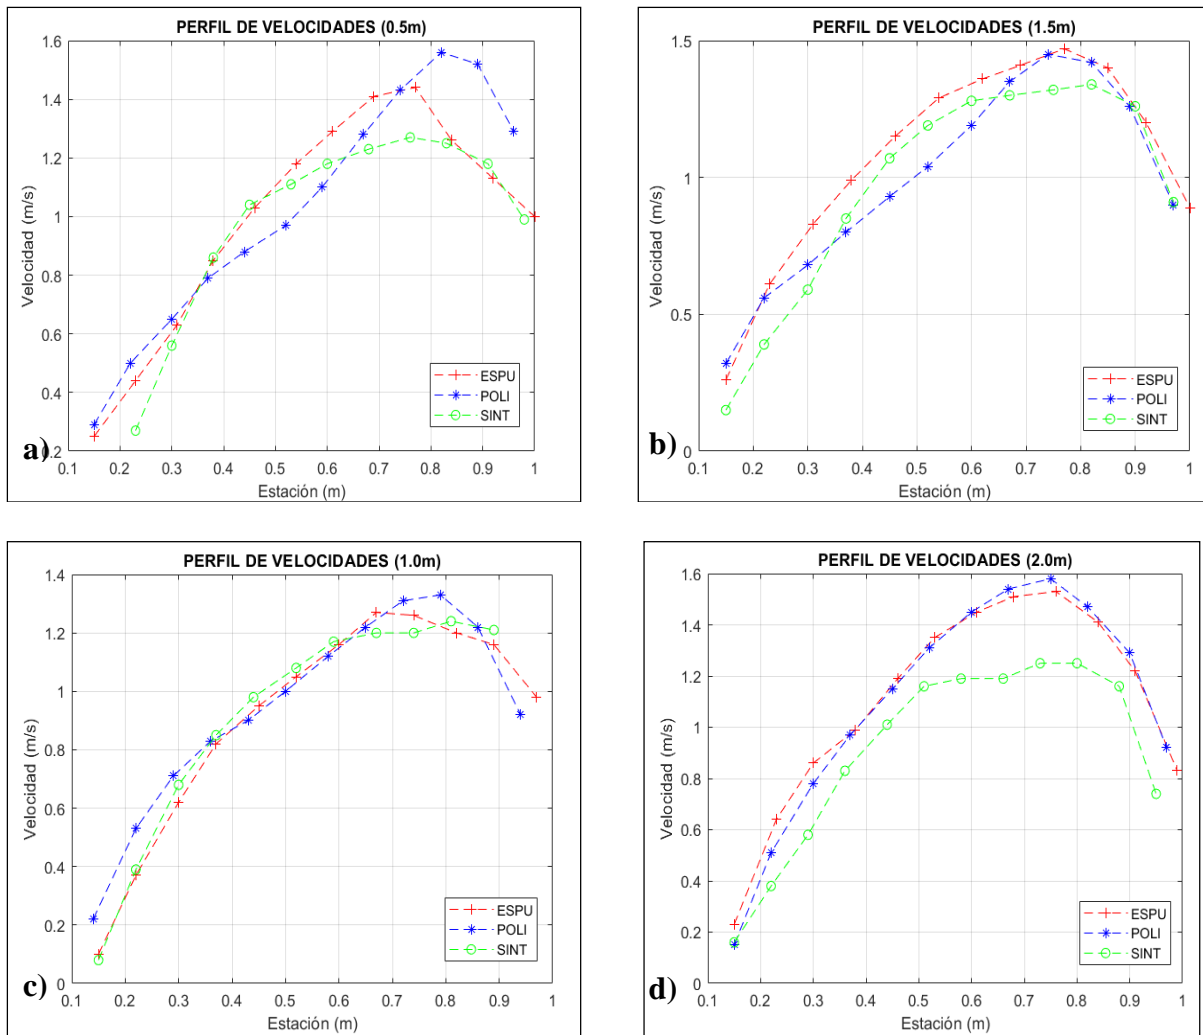 PERFIL DE VELOCIDADES (0.5m)
Velocidad (m/s)
1.6
1.4
1.2
1
0.8
0.6
0.4
0.2
0.1 0.2 0.3 0.4 0.5 0.6 0.7 0.8 0.9 1
Estación (m)
ESPU
POLI
SINT
a)
PERFIL DE VELOCIDADES (1.5m)
Velocidad (m/s)
1.5
1
0.5
0
0.1 0.2 0.3 0.4 0.5 0.6 0.7 0.8 0.9 1
Estación (m)
ESPU
POLI
SINT
b)
PERFIL DE VELOCIDADES (1.0m)
Velocidad (m/s)
1.4
1.2
1
0.8
0.6
0.4
0.2
0
0.1 0.2 0.3 0.4 0.5 0.6 0.7 0.8 0.9 1
Estación (m)
ESPU
POLI
SINT
c)
PERFIL DE VELOCIDADES (2.0m)
Velocidad (m/s)
1.6
1.4
1.2
1
0.8
0.6
0.4
0.2
0
0.1 0.2 0.3 0.4 0.5 0.6 0.7 0.8 0.9 1
Estación (m)
ESPU
POLI
SINT
d)